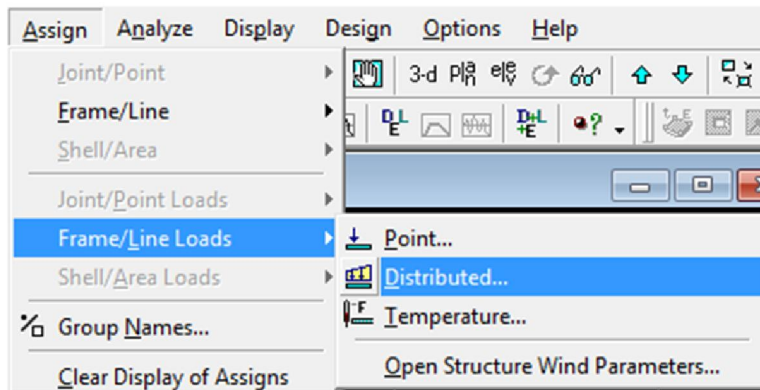 Assign Analyze Display Design Options Help
Joint/Point
3-d
Frame/Line
Shell/Area
Joint/Point Loads
Frame/Line Loads
Point...
Shell/Area Loads
Distributed...
Group Names...
Temperature...
Clear Display of Assigns
Open Structure Wind Parameters...